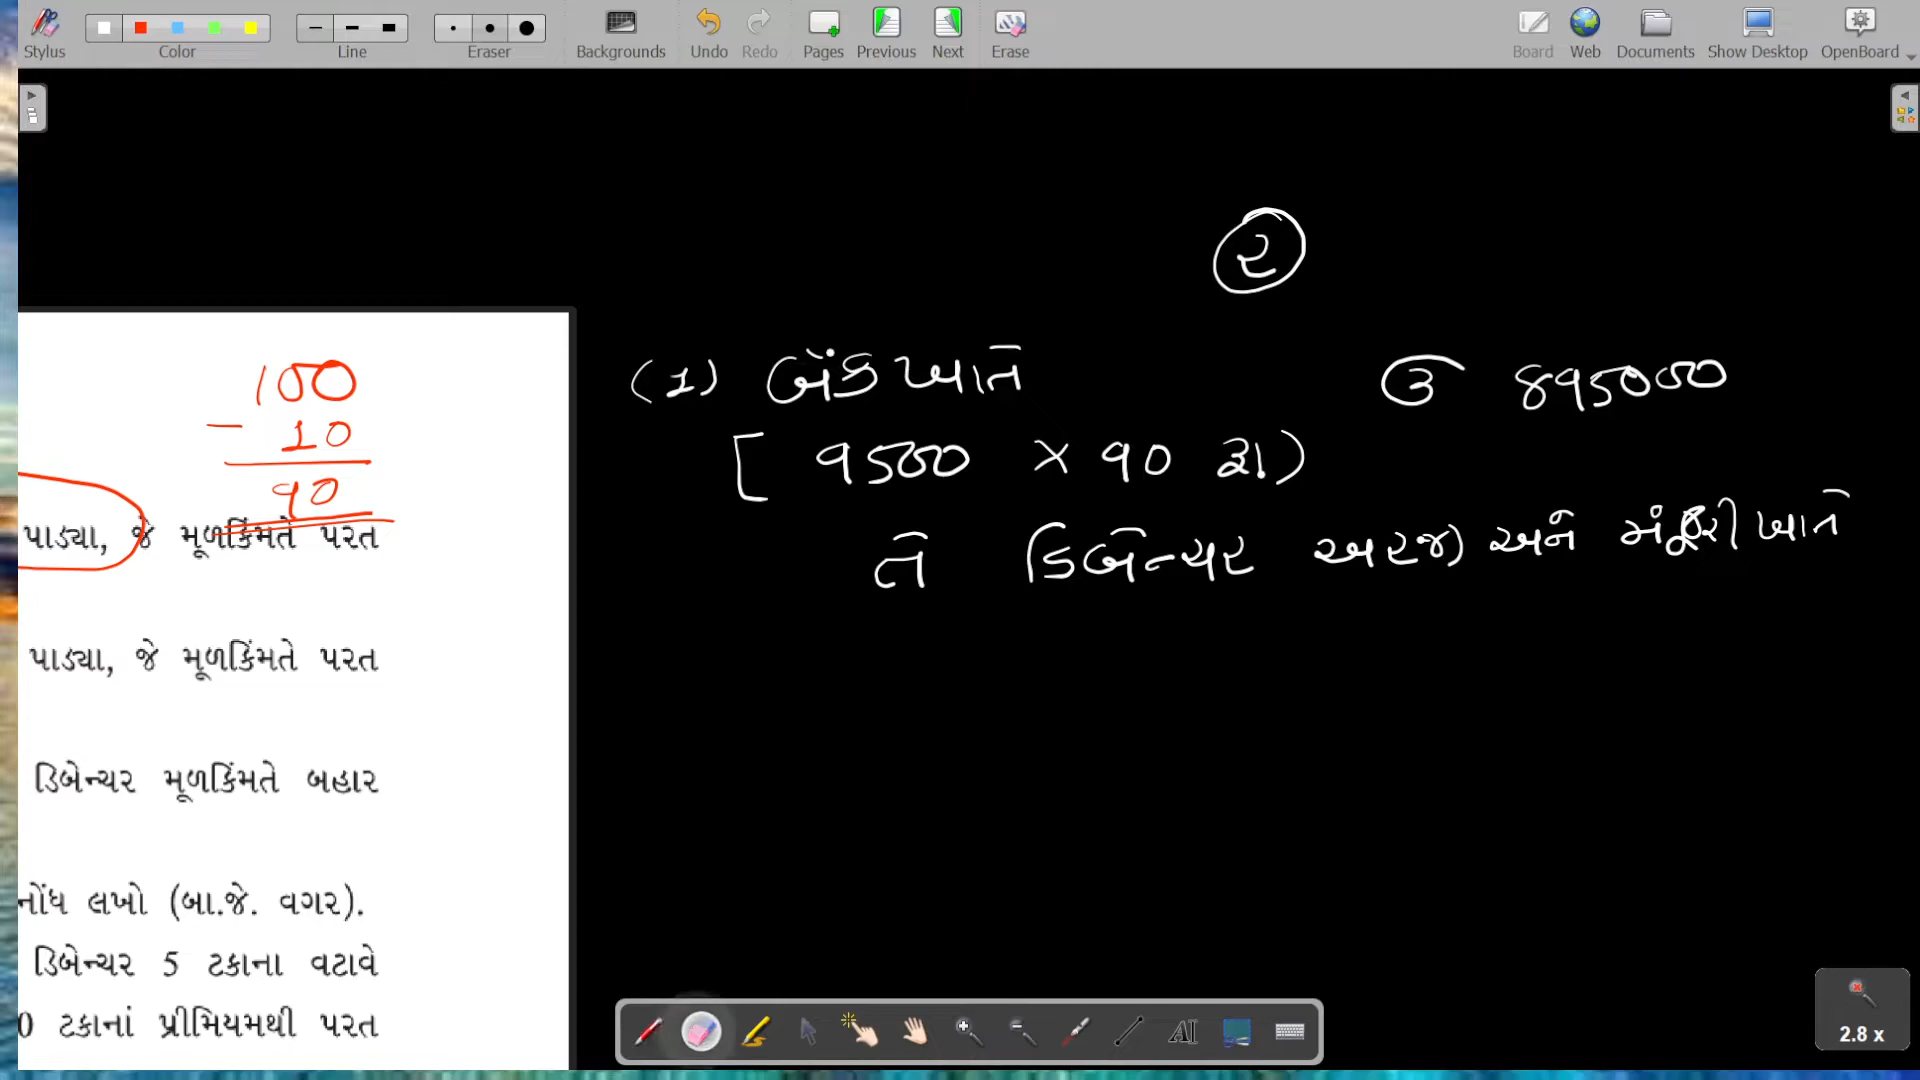 Stylus Color Line Eraser Backgrounds Undo Redo Pages Previous Next Erase Board Web Documents Show Desktop OpenBoard
૨
100
- 10
90
પાડ્યા, જે મૂળકિંમતે પરત
પાડ્યા, જે મૂળકિંમતે પરત
ડિબેન્ચર મૂળકિંમતે બહાર
નોંધ લખો (બા.જે. વગર).
ડિબેન્ચર 5 ટકાના વટાવે
0 ટકાનાં પ્રીમિયમથી પરત
(1) બેંક ખાતે ઉ 895000
[ 9500 × 90 રૂા)
તે ડિબેન્ચર અરજી અને મંજૂરી ખાતે
2.8 x